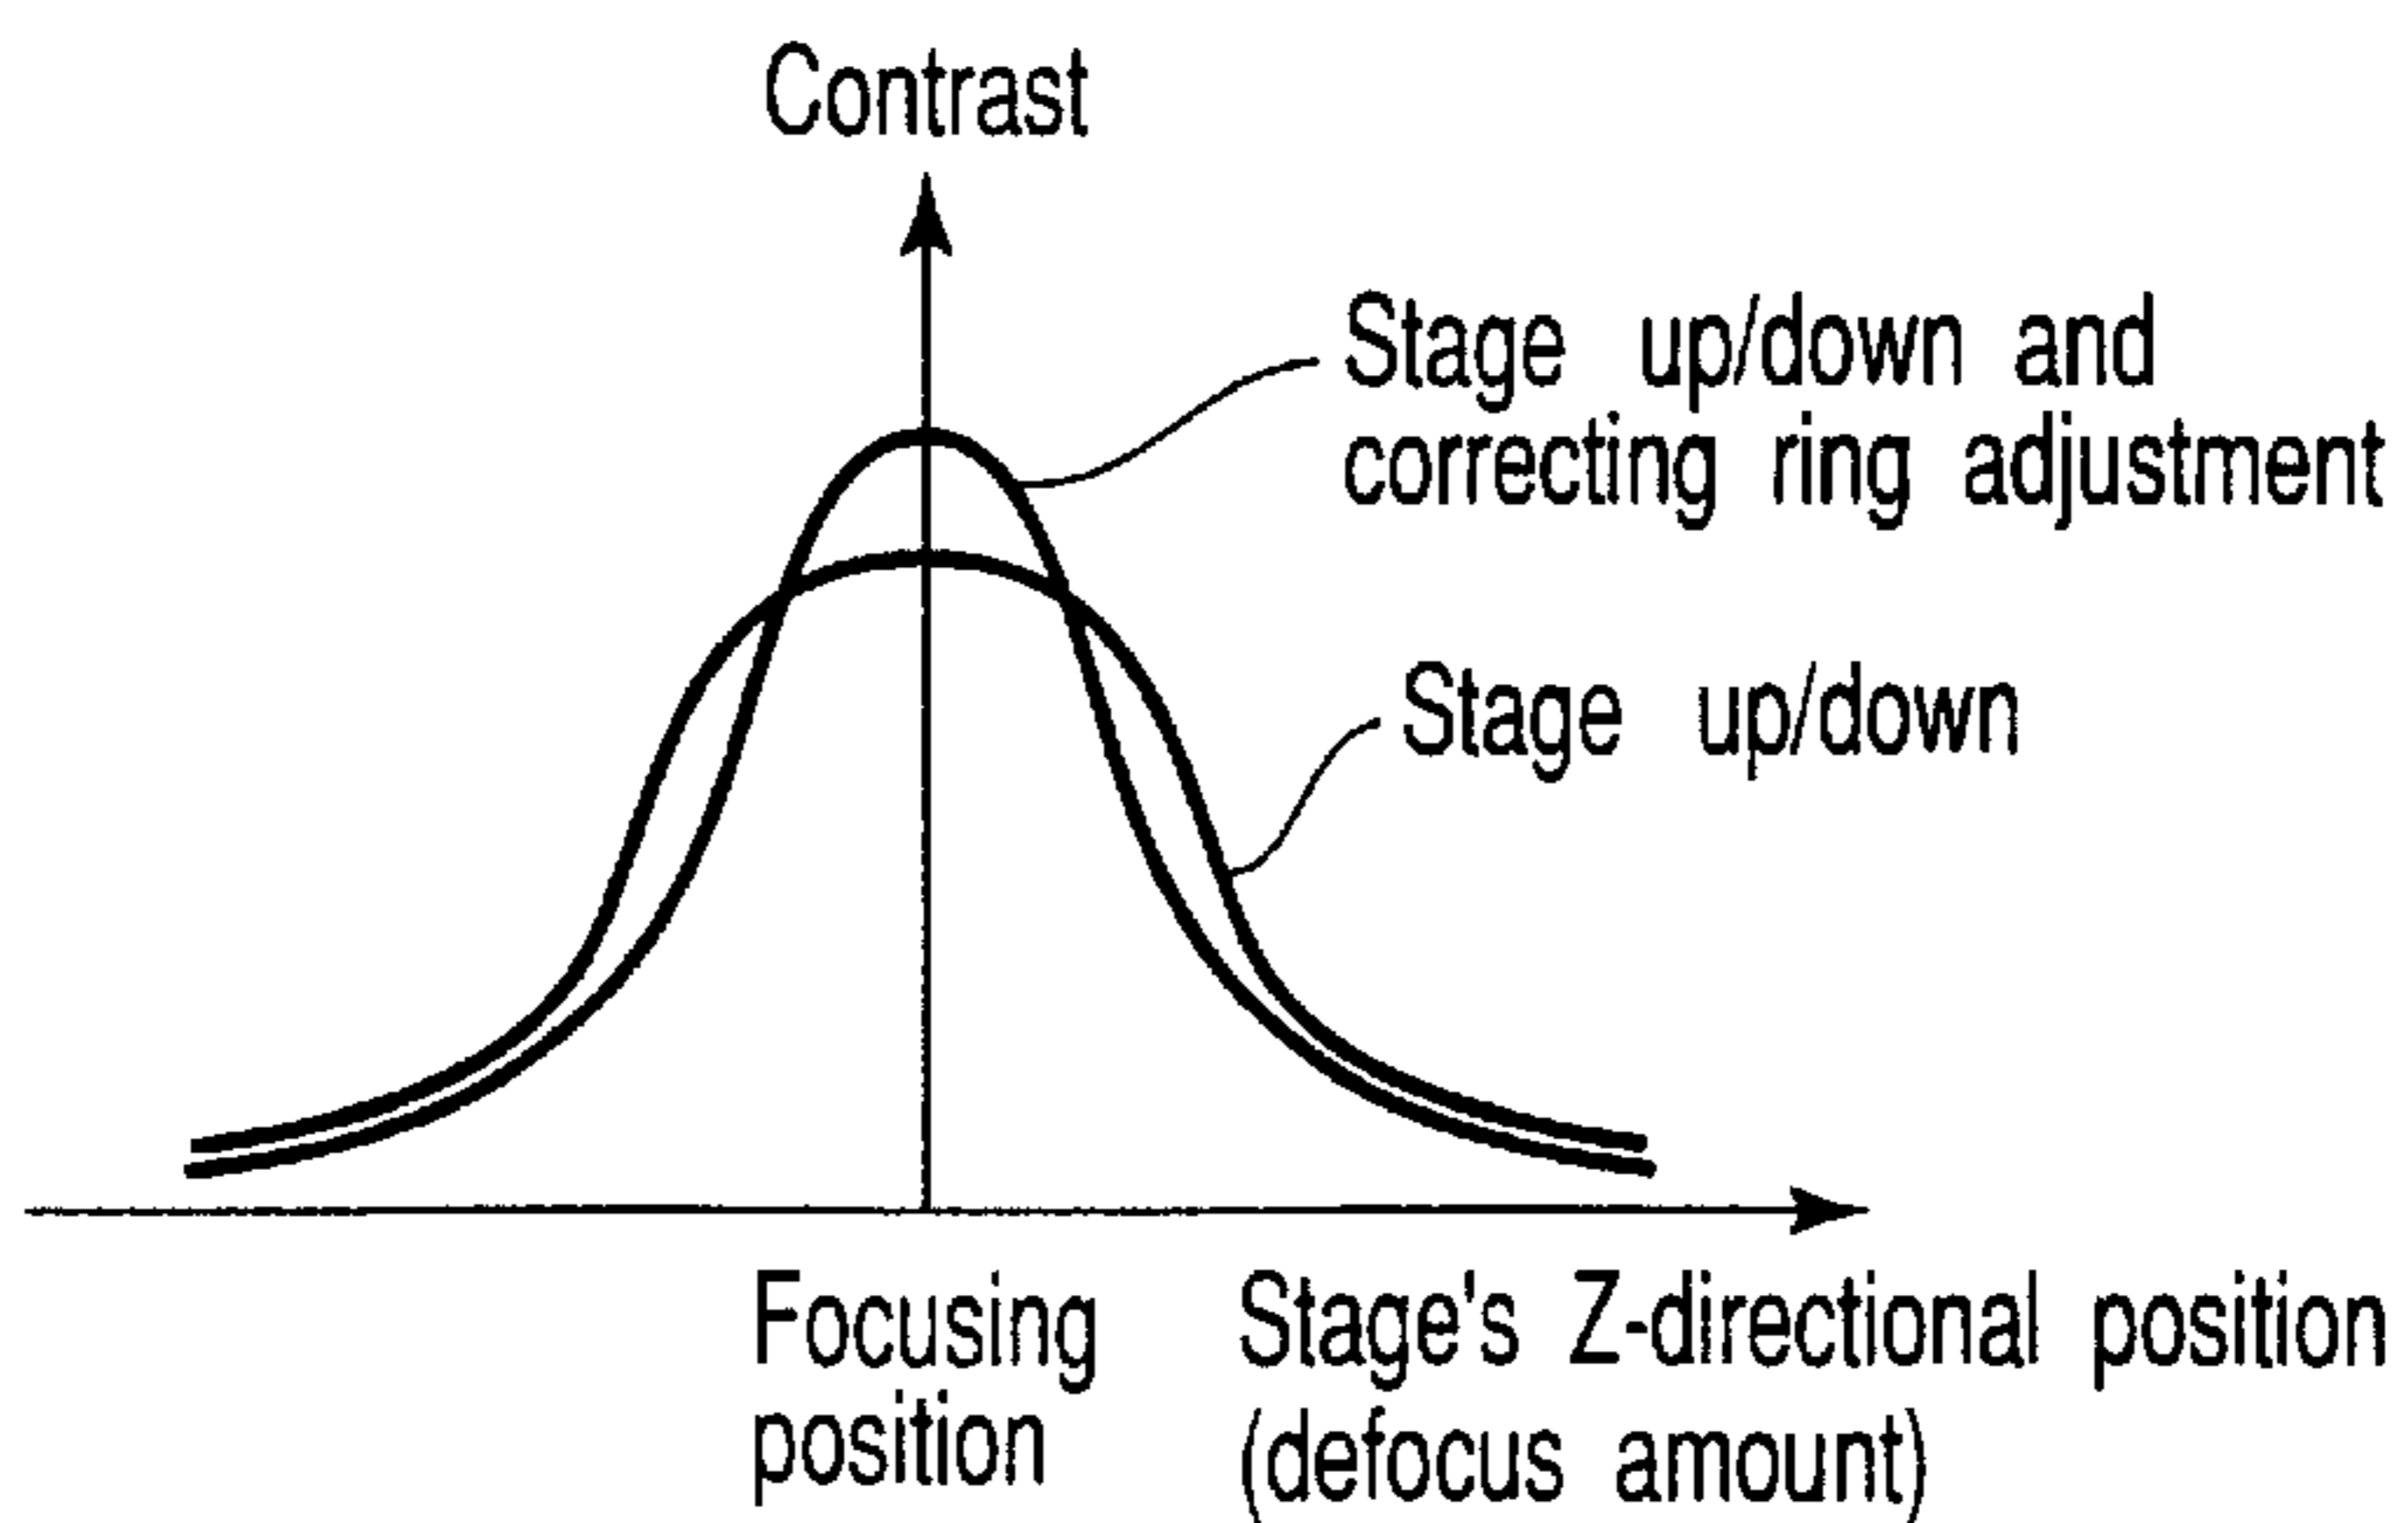 Contrast
Stage up/down and
correcting ring adjustment
Stage up/down
Focusing
position
Stage's Z-directional position
(defocus amount)